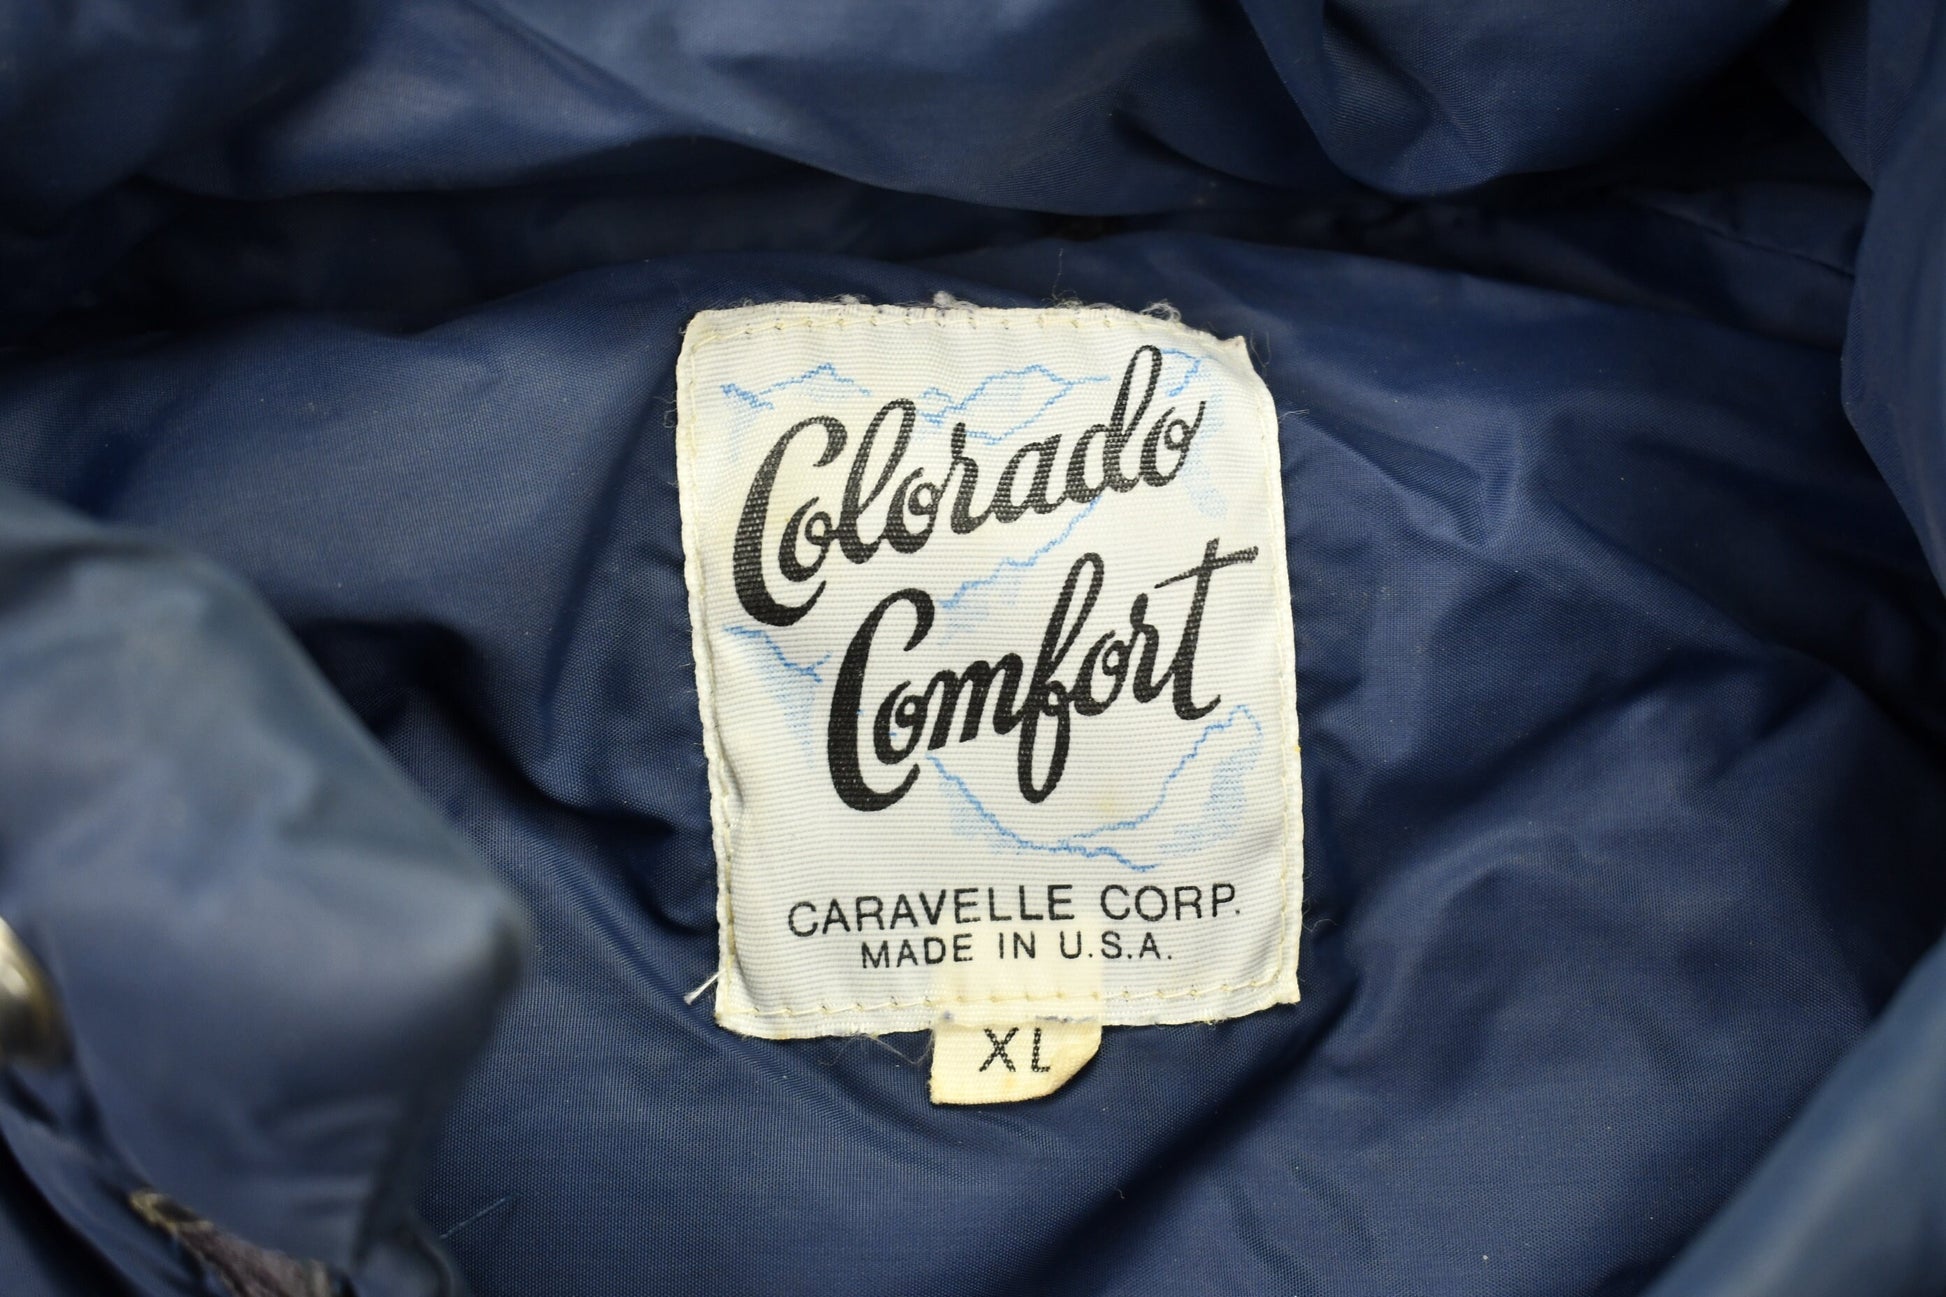 Colorado
Comfort
CARAVELLE CORP.
MADE IN U.S.A.
XL